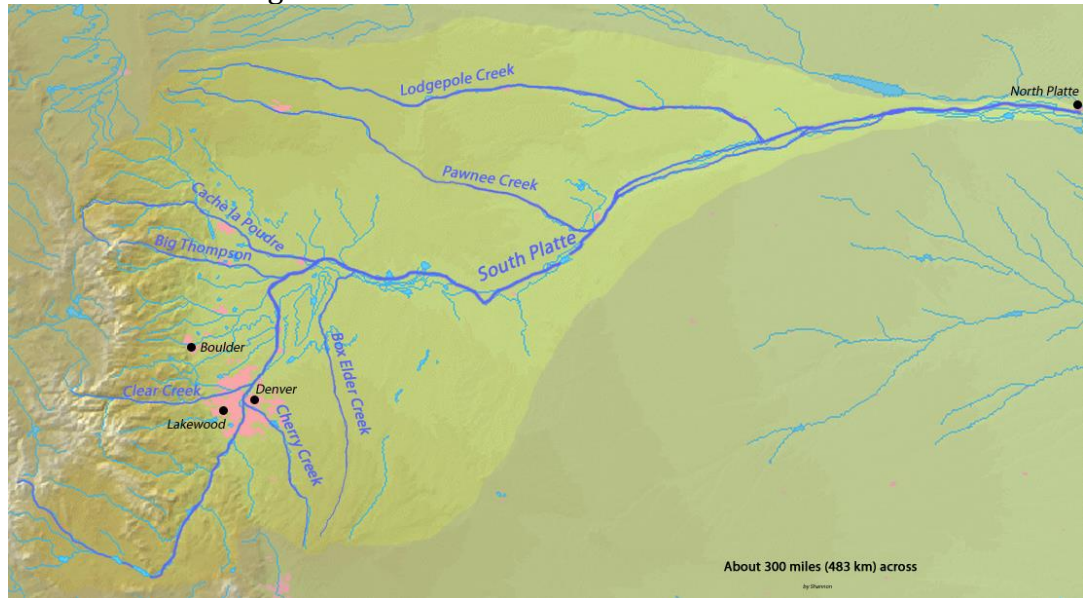 Lodgepole Creek
North Platte
Pawnee Creek
Cache la Poudre
Big Thompson
South Platte
Boulder
Box Elder Creek
Clear Creek
Denver
Lakewood
Cherry Creek
About 300 miles (483 km) across
by Shannon